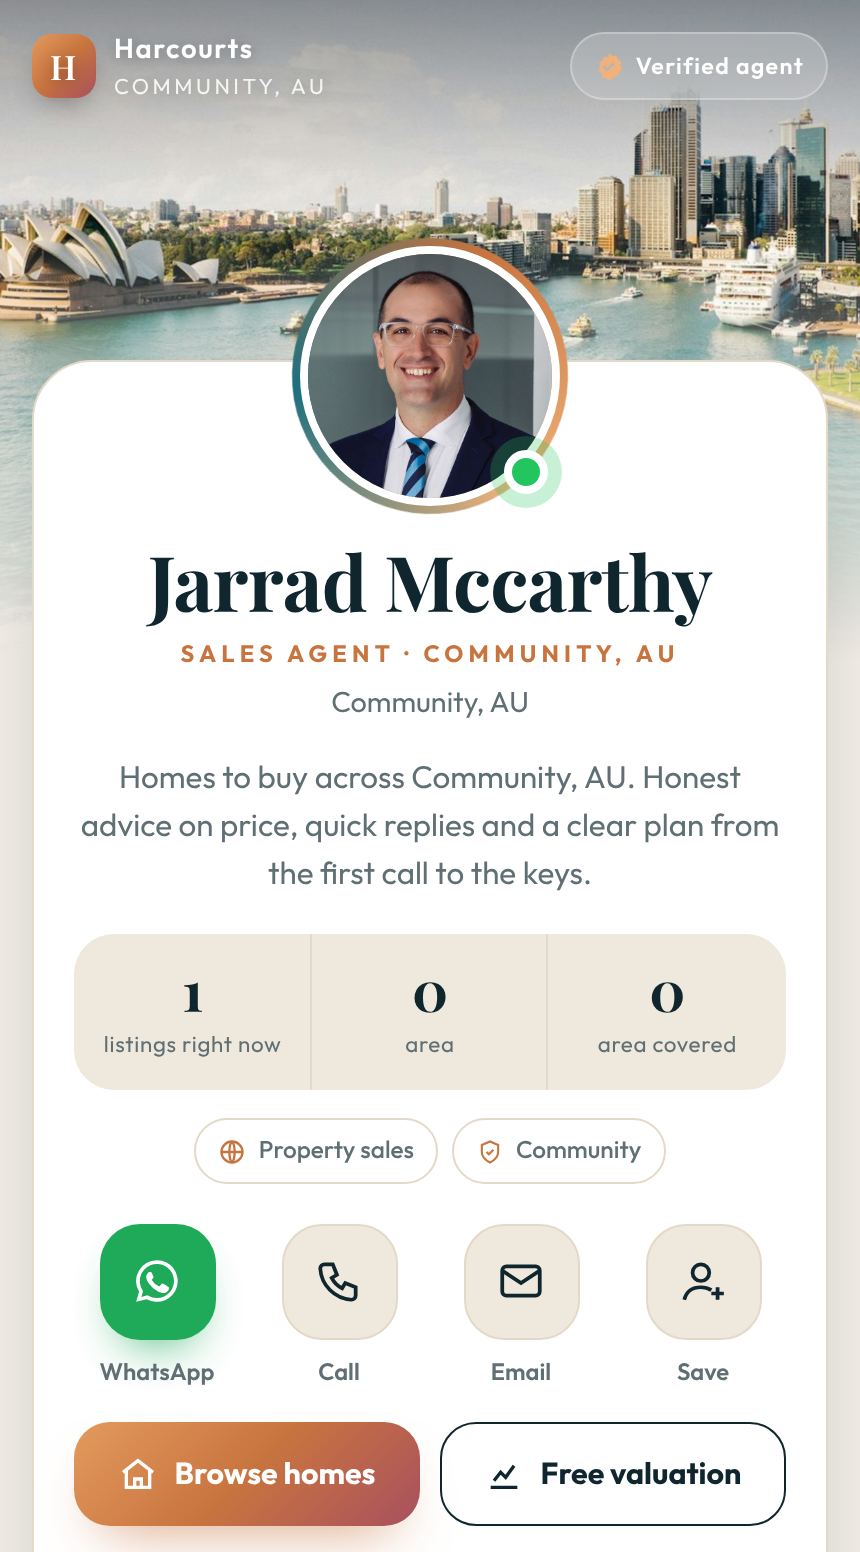 H
Harcourts
COMMUNITY, AU
Verified agent
Jarrad Mccarthy
SALES AGENT · COMMUNITY, AU
Community, AU
Homes to buy across Community, AU. Honest
advice on price, quick replies and a clear plan from
the first call to the keys.
1 0 0
listings right now area area covered
Property sales Community
WhatsApp Call Email Save
Browse homes Free valuation